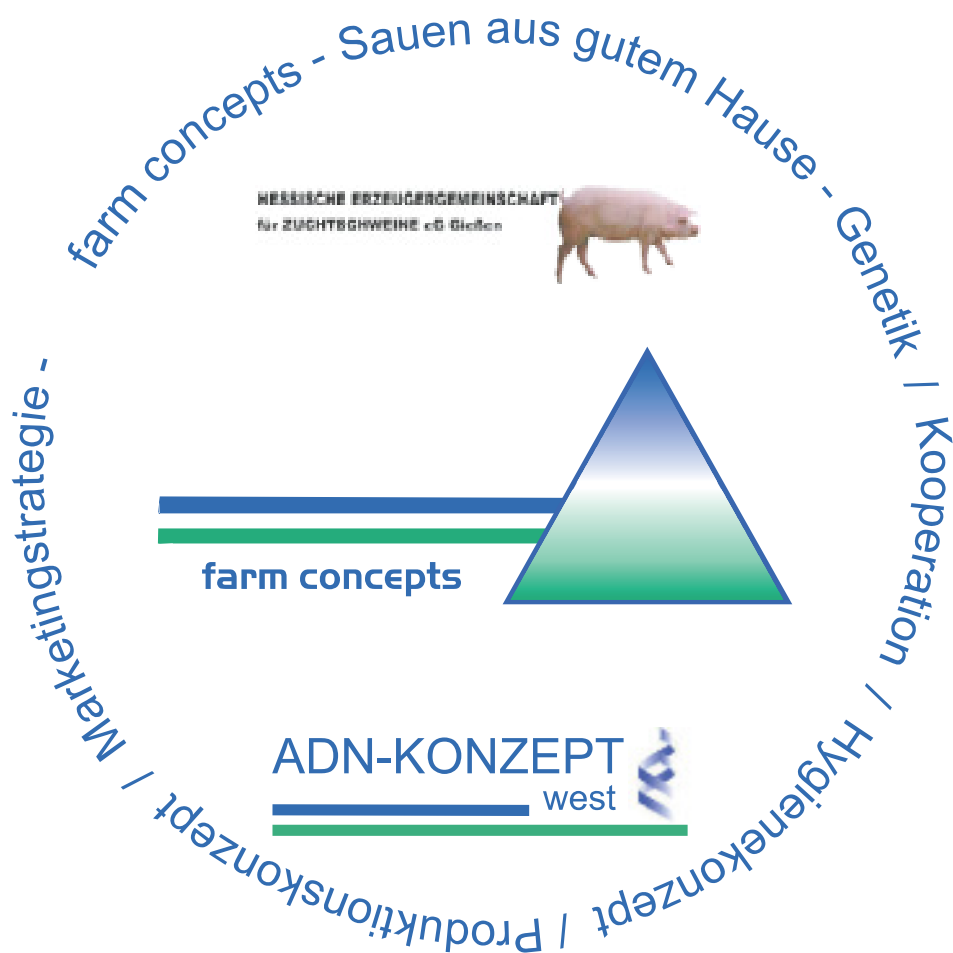 farm concepts - Sauen aus gutem Hause - Genetik / Kooperation / Hygienekonzept / Produktionskonzept / Marketingstrategie -
HESSISCHE ERZEUGERGEMEINSCHAFT
für ZUCHTSCHWEINE eG Gießen
farm concepts
ADN-KONZEPT
west